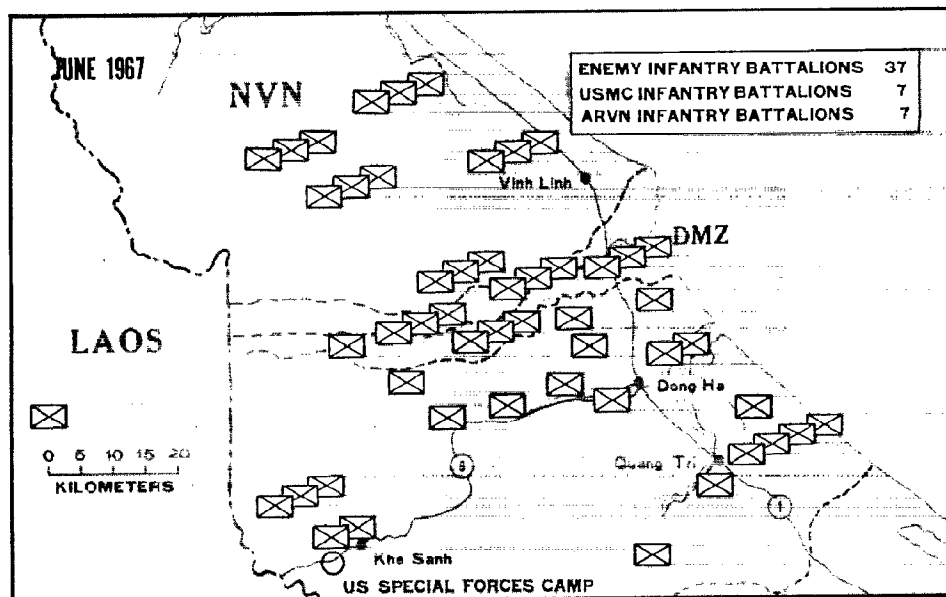 JUNE 1967
NVN
ENEMY INFANTRY BATTALIONS 37
USMC INFANTRY BATTALIONS 7
ARVN INFANTRY BATTALIONS 7
Vinh Linh
DMZ
LAOS
Dong Ha
0 5 10 15 20
KILOMETERS
Quang Tri
9
1
Khe Sanh
US SPECIAL FORCES CAMP